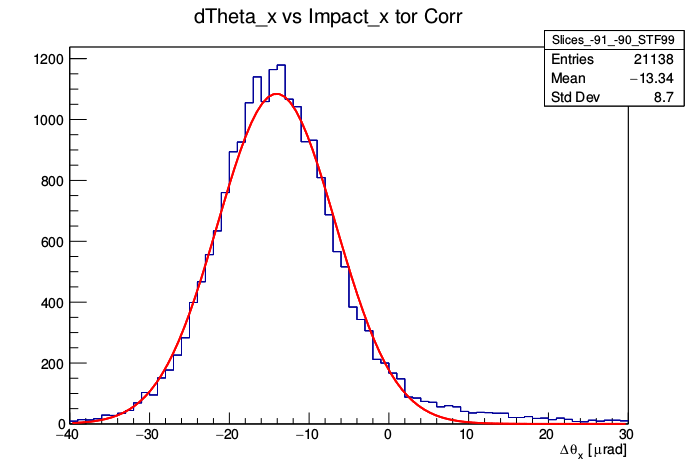 dTheta_x vs Impact_x tor Corr
Slices_-91_-90_STF99
Entries 21138
Mean −13.34
Std Dev 8.7
1200
1000
800
600
400
200
0
−40 −30 −20 −10 0 10 20 30
Δθx [μrad]